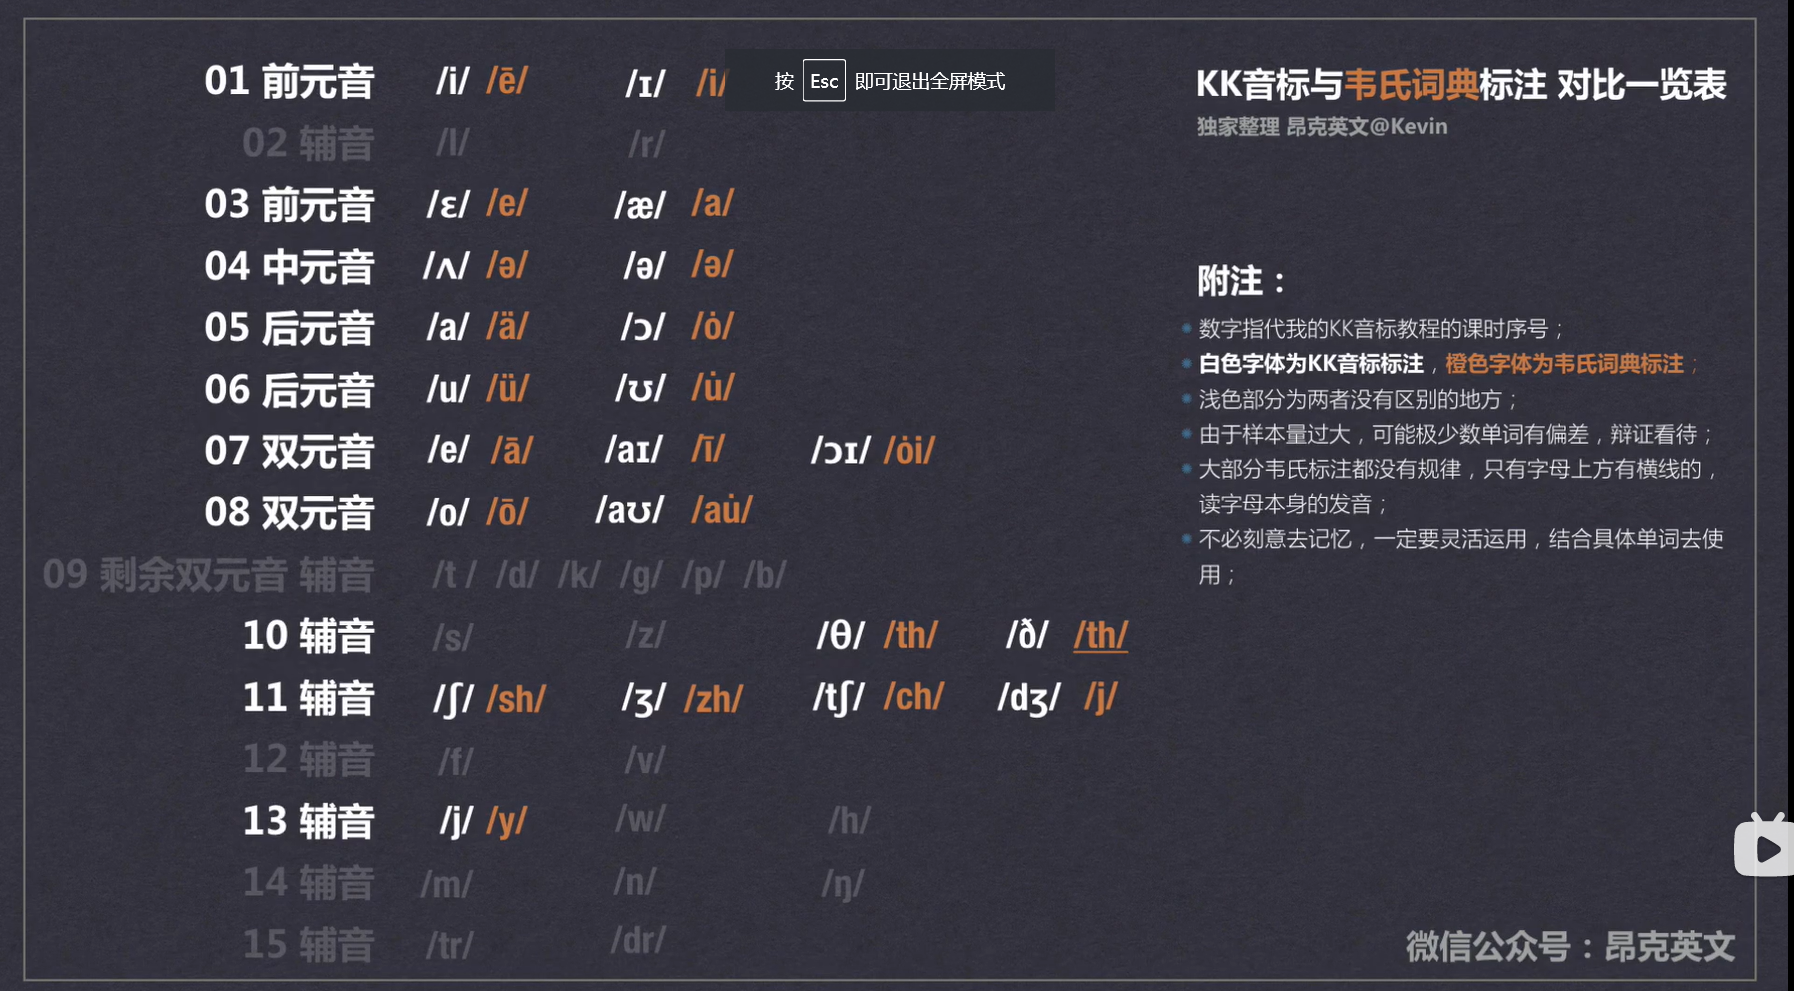 01 前元音 /i/ /ē/ /ɪ/ /i/
按 Esc 即可退出全屏模式
KK音标与韦氏词典标注 对比一览表
独家整理 昂克英文@Kevin
02 辅音 /l/ /r/
03 前元音 /ɛ/ /e/ /æ/ /a/
04 中元音 /ʌ/ /ə/ /ə/ /ə/
05 后元音 /a/ /ä/ /ɔ/ /ȯ/
06 后元音 /u/ /ü/ /ʊ/ /u̇/
07 双元音 /e/ /ā/ /aɪ/ /ī/ /ɔɪ/ /ȯi/
08 双元音 /o/ /ō/ /aʊ/ /au̇/
09 剩余双元音 辅音 /t / /d/ /k/ /g/ /p/ /b/
10 辅音 /s/ /z/ /θ/ /th/ /ð/ /th/
11 辅音 /ʃ/ /sh/ /ʒ/ /zh/ /tʃ/ /ch/ /dʒ/ /j/
12 辅音 /f/ /v/
13 辅音 /j/ /y/ /w/ /h/
14 辅音 /m/ /n/ /ŋ/
15 辅音 /tr/ /dr/
附注：
数字指代我的KK音标教程的课时序号；
白色字体为KK音标标注，橙色字体为韦氏词典标注；
浅色部分为两者没有区别的地方；
由于样本量过大，可能极少数单词有偏差，辩证看待；
大部分韦氏标注都没有规律，只有字母上方有横线的，
读字母本身的发音；
不必刻意去记忆，一定要灵活运用，结合具体单词去使
用；
微信公众号：昂克英文